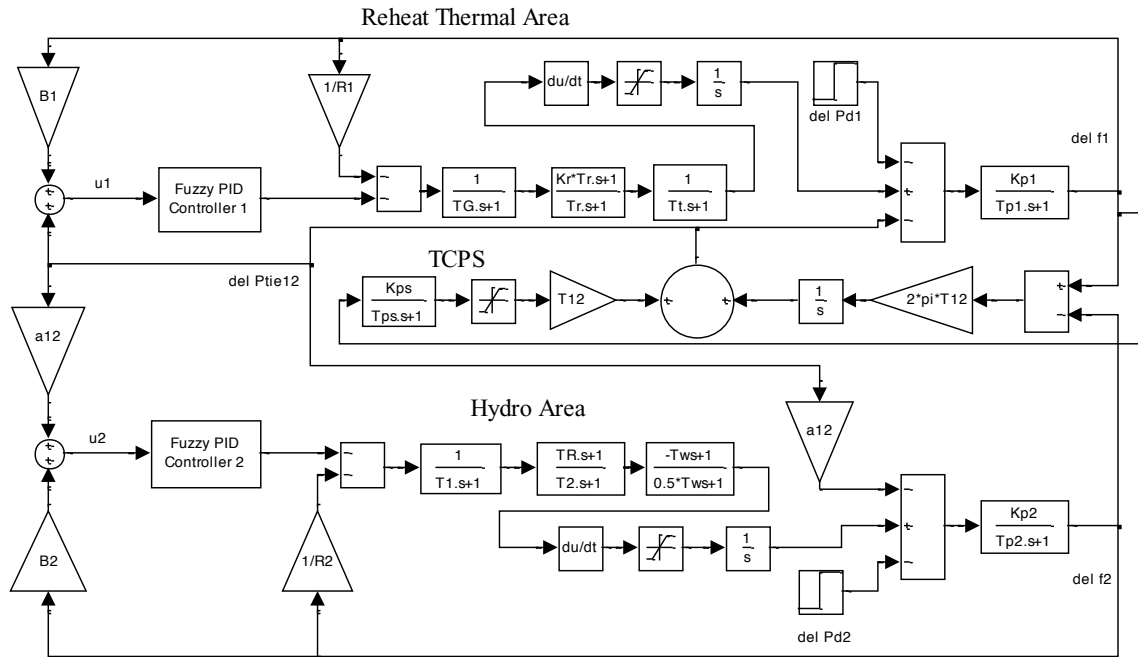 Reheat Thermal Area
B1
1/R1
du/dt
1
s
del Pd1
del f1
u1
Fuzzy PID
Controller 1
1
TG.s+1
Kr*Tr.s+1
Tr.s+1
1
Tt.s+1
Kp1
Tp1.s+1
del Ptie12
TCPS
Kps
Tps.s+1
T12
1
s
2*pi*T12
a12
Hydro Area
a12
u2
Fuzzy PID
Controller 2
1
T1.s+1
TR.s+1
T2.s+1
-Tws+1
0.5*Tws+1
Kp2
Tp2.s+1
B2
1/R2
du/dt
1
s
del f2
del Pd2